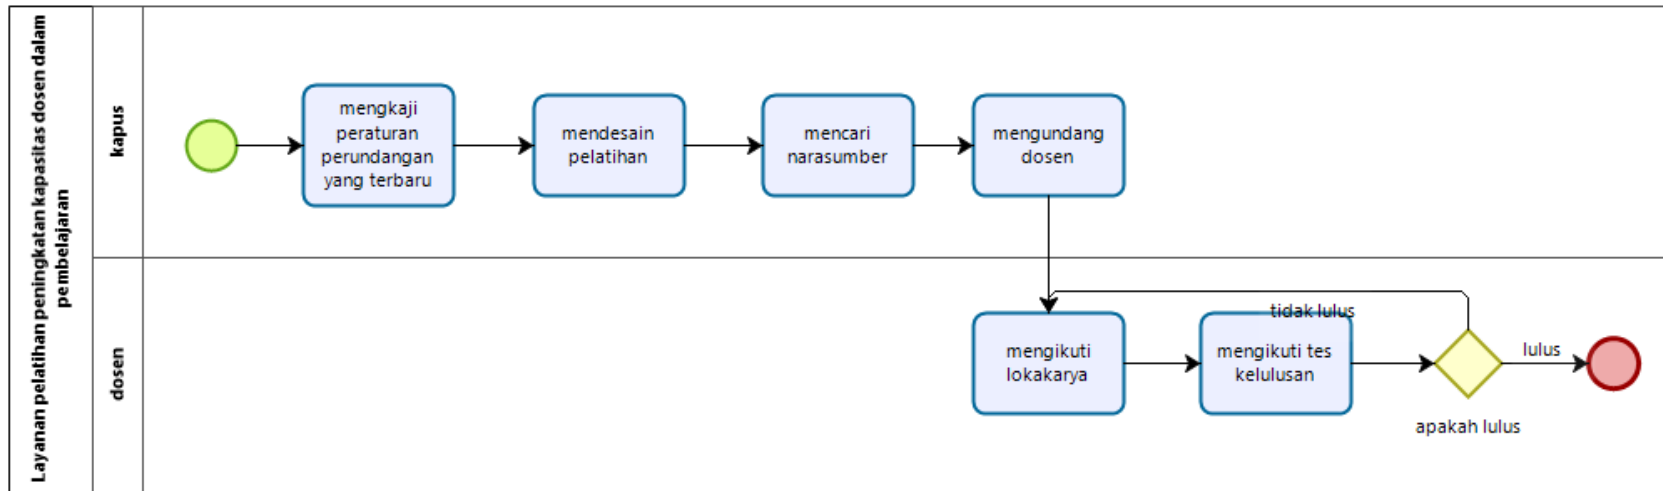 Layanan pelatihan peningkatan kapasitas dosen dalam
pembelajaran
kapus
mengkaji
peraturan
perundangan
yang terbaru
mendesain
pelatihan
mencari
narasumber
mengundang
dosen
dosen
mengikuti
lokakarya
mengikuti tes
kelulusan
tidak lulus
apakah lulus
lulus